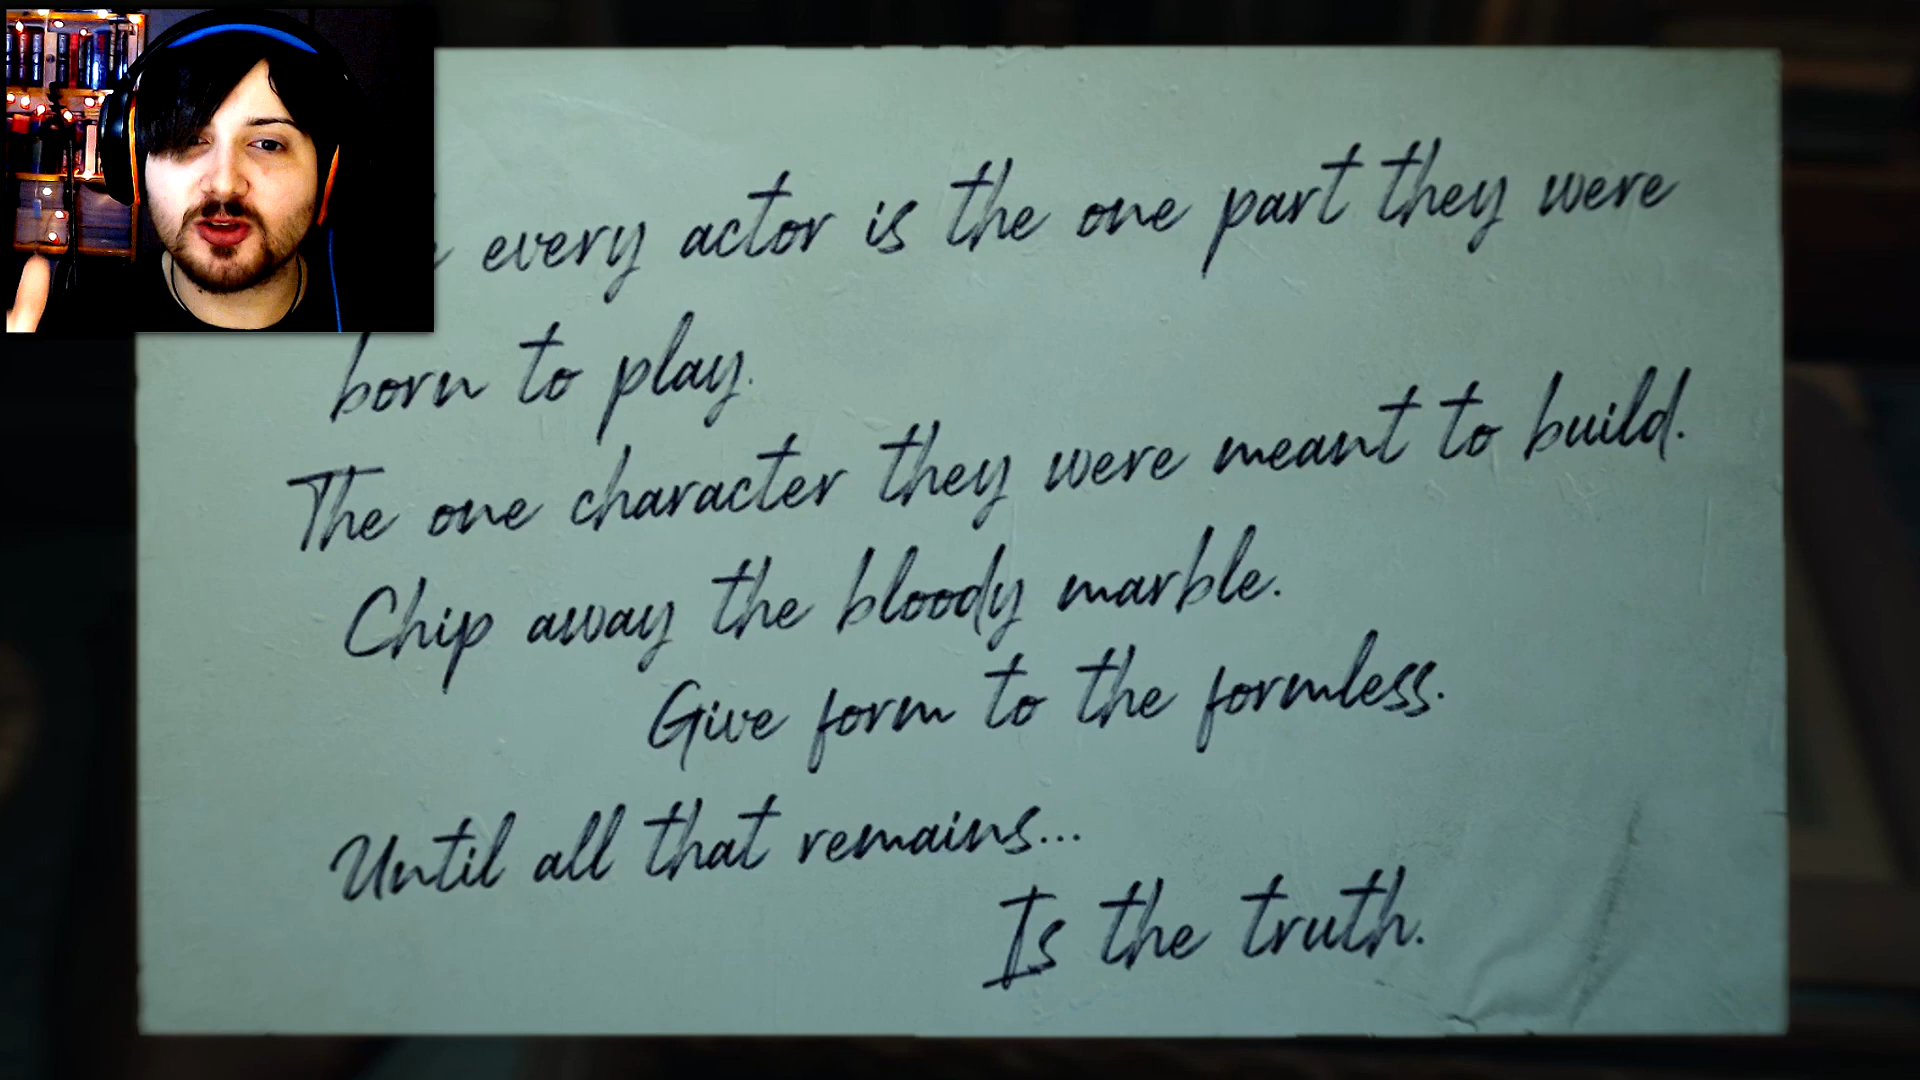 every actor is the one part they were
born to play.
The one character they were meant to build.
Chip away the bloody marble.
Give form to the formless.
Until all that remains...
Is the truth.